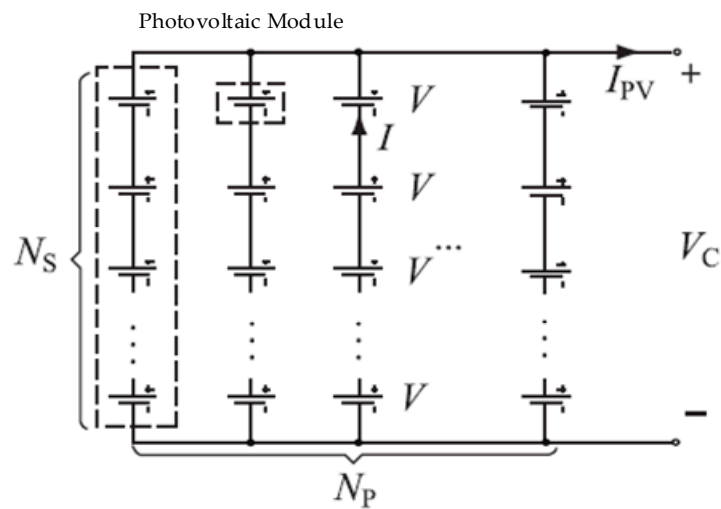 Photovoltaic Module
I_PV
+
V
I
V
N_S
V
...
V_C
V
-
N_P